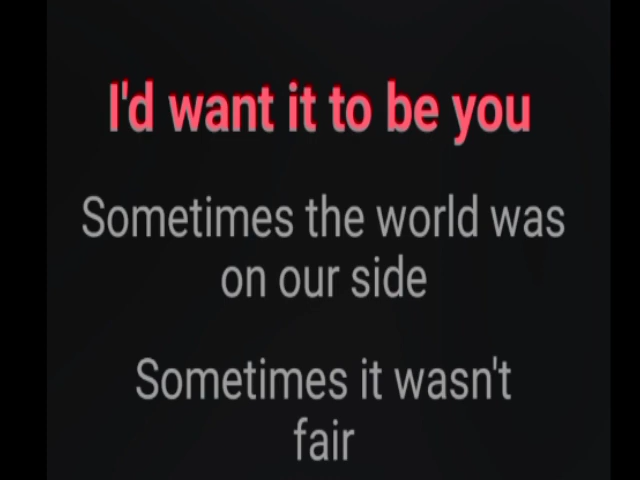 I'd want it to be you
Sometimes the world was
on our side
Sometimes it wasn't
fair